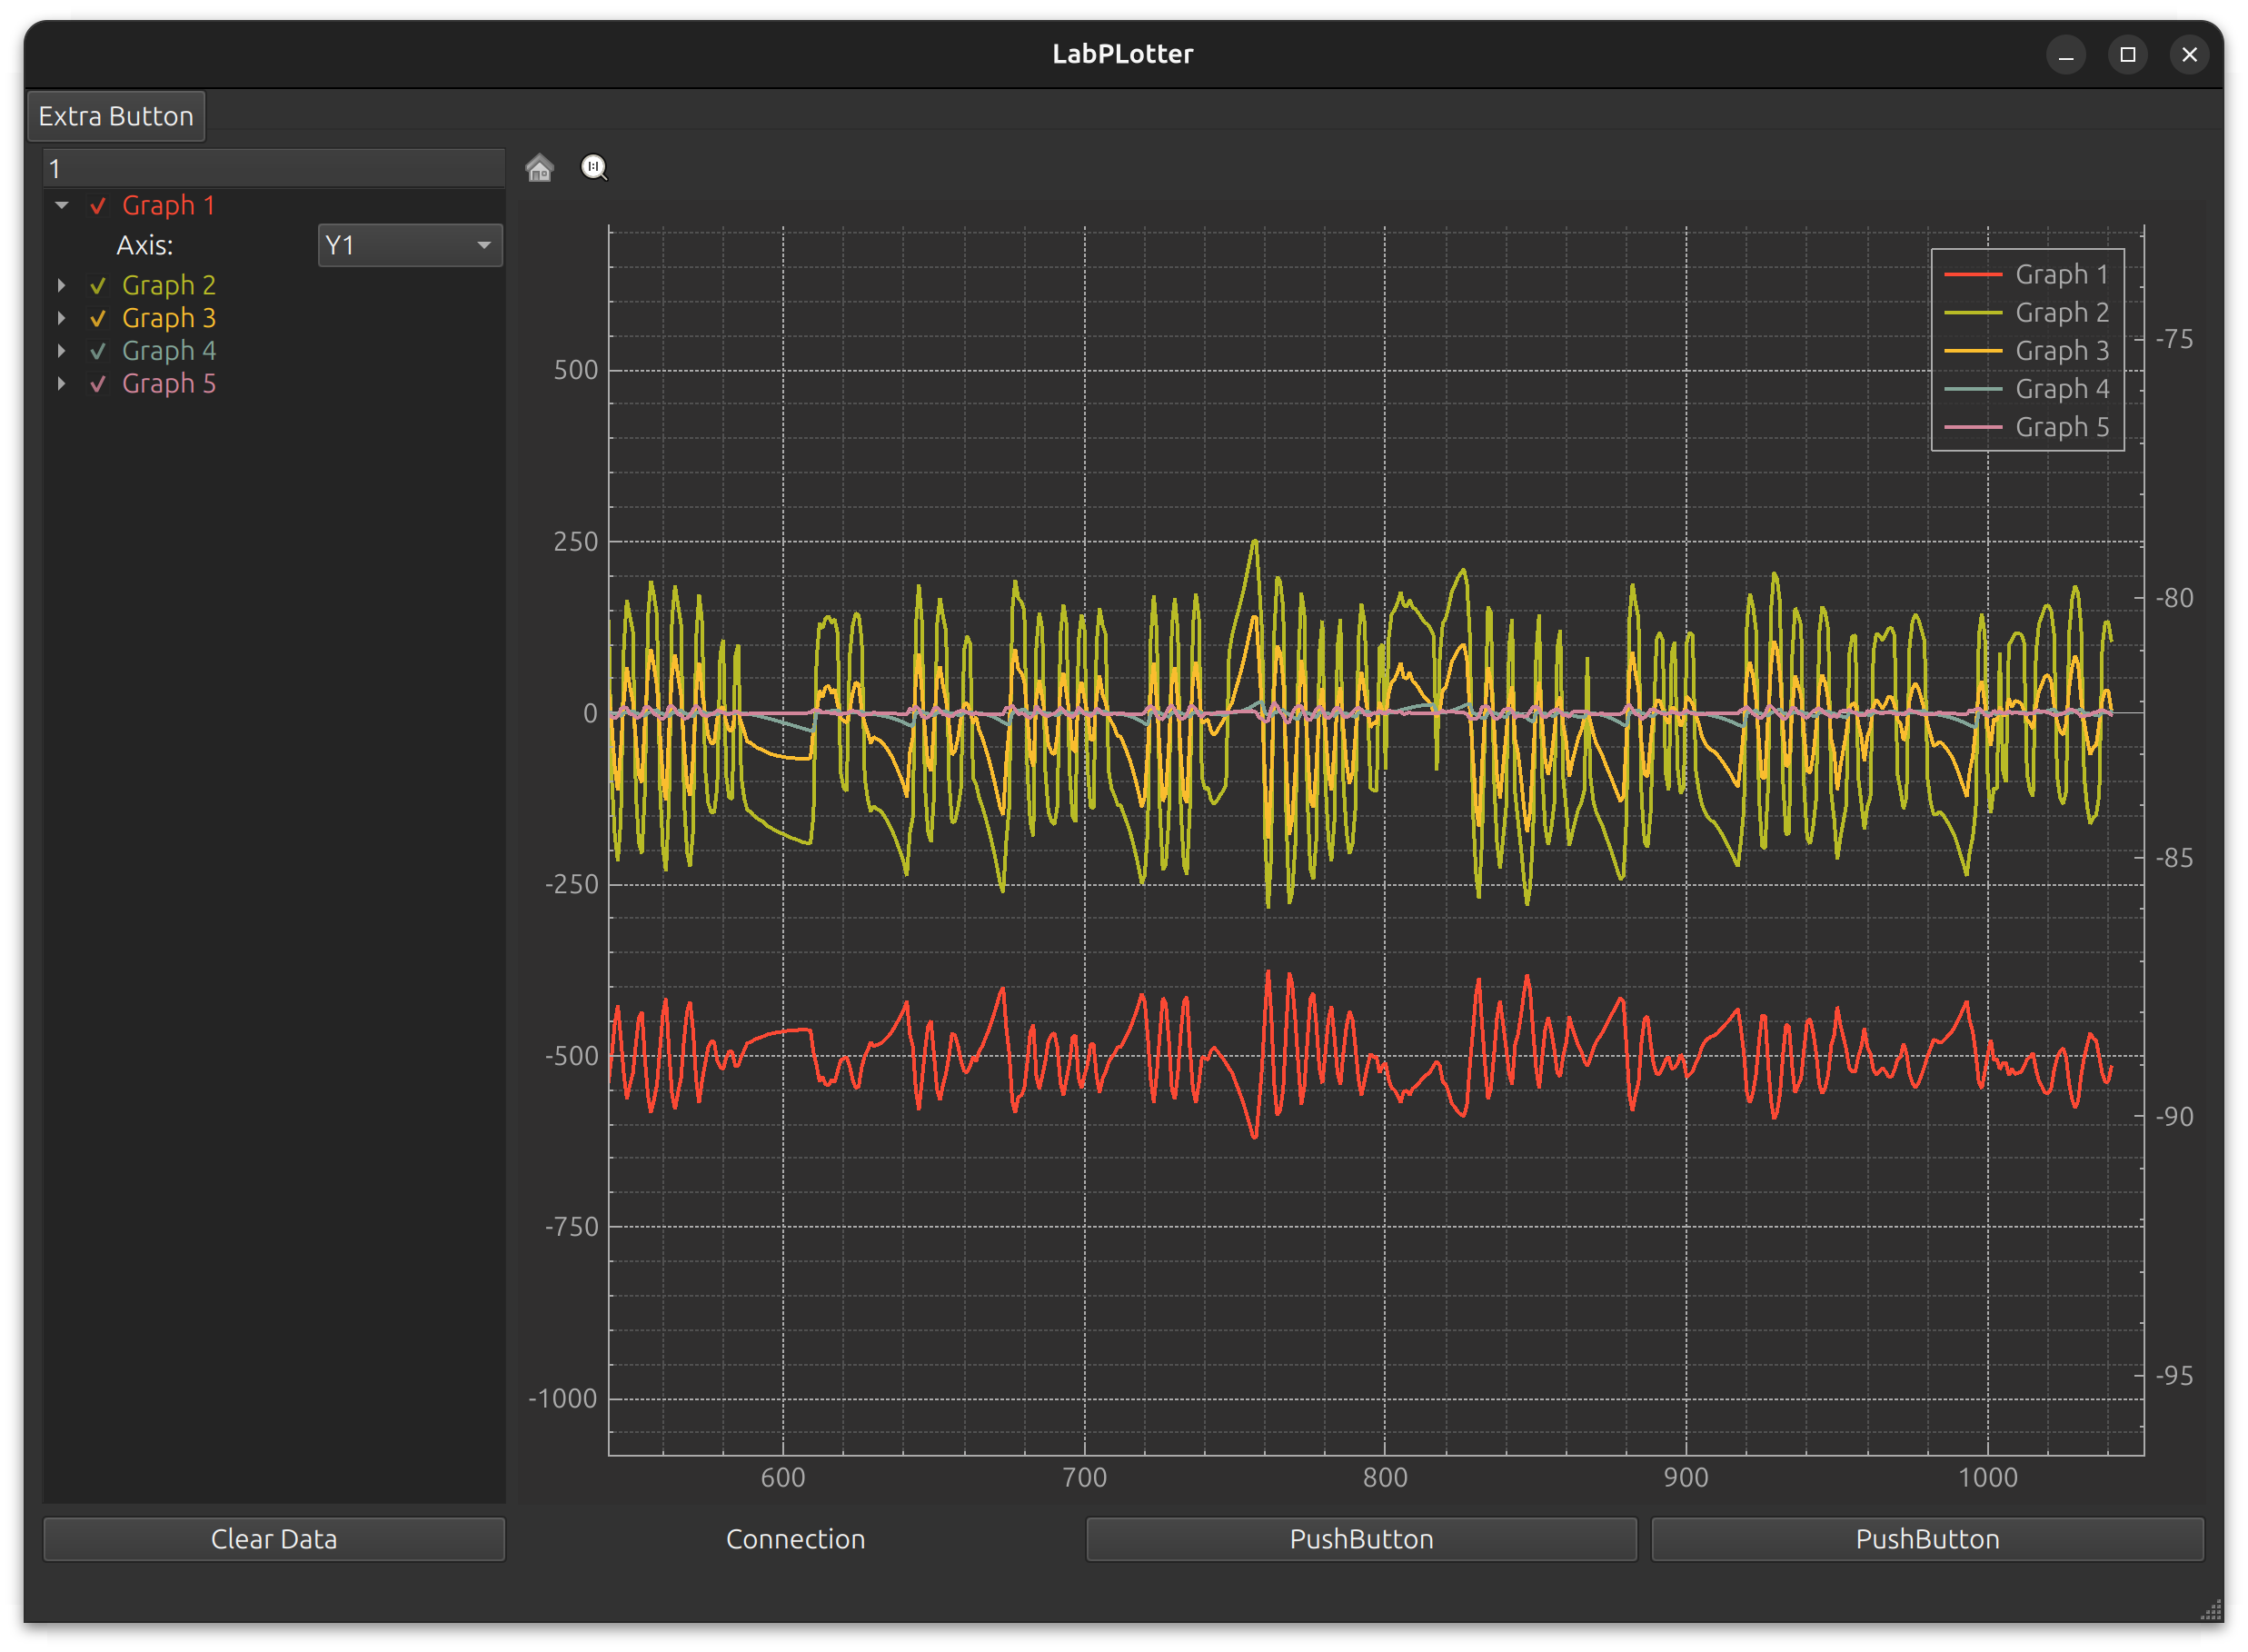 LabPLotter
Extra Button
1
Graph 1
Axis: Y1
Graph 2
Graph 3
Graph 4
Graph 5
1:1
500
250
0
-250
-500
-750
-1000
600 700 800 900 1000
-75
-80
-85
-90
-95
Graph 1
Graph 2
Graph 3
Graph 4
Graph 5
Clear Data
Connection
PushButton
PushButton